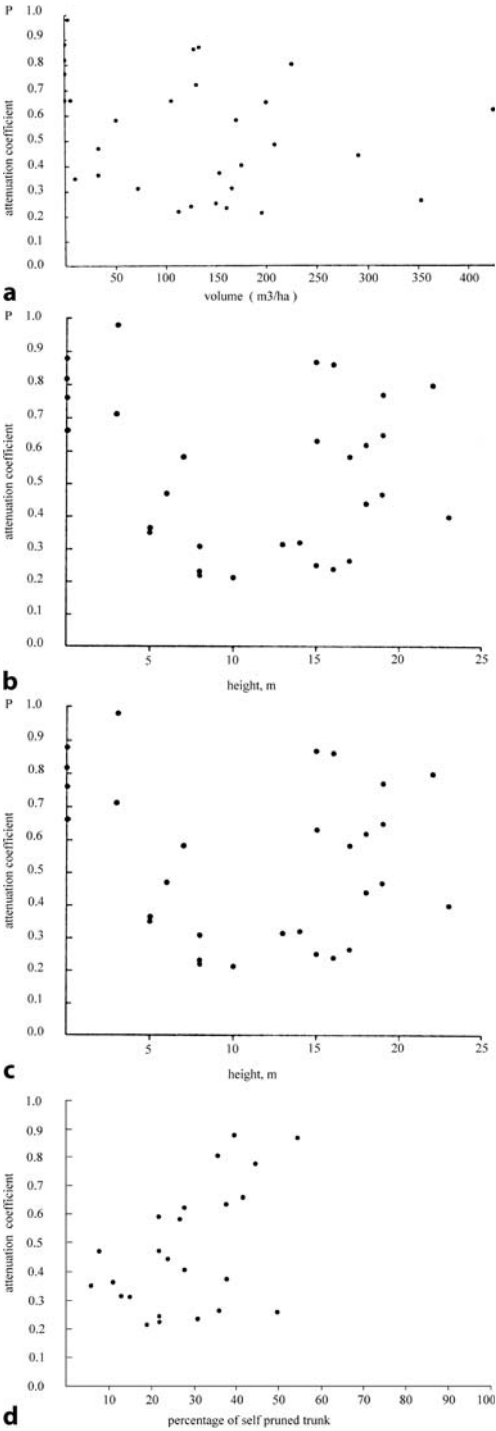 P
1.0
0.9
0.8
0.7
0.6
0.5
0.4
0.3
0.2
0.1
0.0
attenuation coefficient
50 100 150 200 250 300 350 400
volume ( m3/ha )
a
P
1.0
0.9
0.8
0.7
0.6
0.5
0.4
0.3
0.2
0.1
0.0
attenuation coefficient
5 10 15 20 25
height, m
b
P
1.0
0.9
0.8
0.7
0.6
0.5
0.4
0.3
0.2
0.1
0.0
attenuation coefficient
5 10 15 20 25
height, m
c
1.0
0.9
0.8
0.7
0.6
0.5
0.4
0.3
0.2
0.1
0.0
attenuation coefficient
10 20 30 40 50 60 70 80 90 100
percentage of self pruned trunk
d